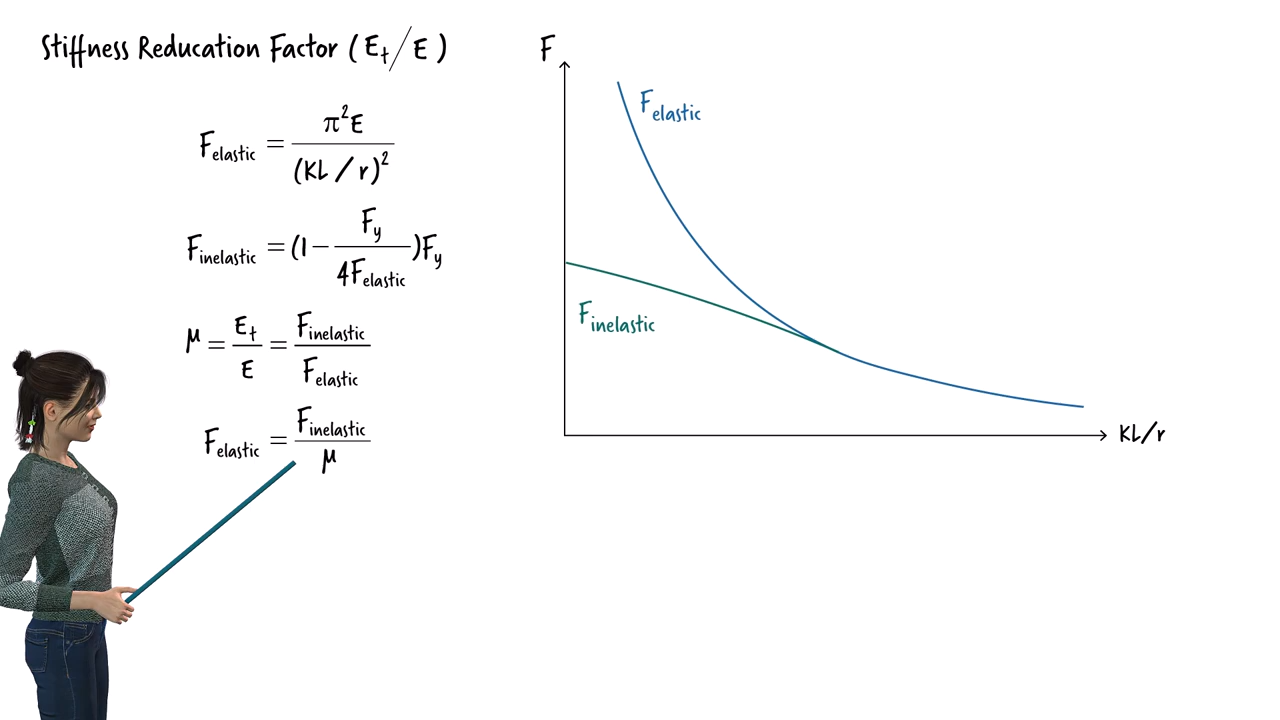 Stiffness Reducation Factor (Et/E)
Felastic = π²E / (KL/r)²
Finelastic = (1 - Fy / 4Felastic)Fy
μ = Et / E = Finelastic / Felastic
Felastic = Finelastic / μ
F
Felastic
Finelastic
KL/r